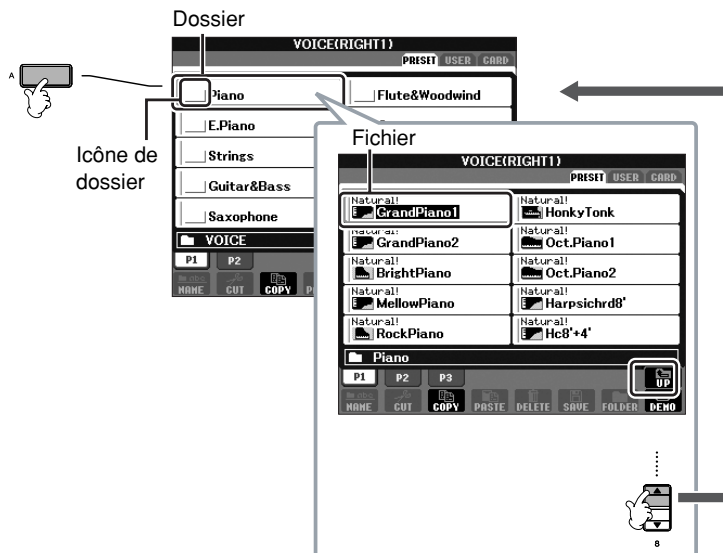 Dossier
VOICE(RIGHT1)
PRESET USER CARD
A
Piano
Flute&Woodwind
E.Piano
Strings
Guitar&Bass
Saxophone
VOICE
P1 P2
NAME CUT COPY
Icône de
dossier
Fichier
VOICE(RIGHT1)
PRESET USER CARD
Natural!
GrandPiano1
Natural!
HonkyTonk
Natural!
GrandPiano2
Natural!
Oct.Piano1
Natural!
BrightPiano
Natural!
Oct.Piano2
Natural!
MellowPiano
Natural!
Harpsichrd8'
Natural!
RockPiano
Natural!
Hc8'+4'
Piano
P1 P2 P3
UP
NAME CUT COPY PASTE DELETE SAVE FOLDER DEMO
8